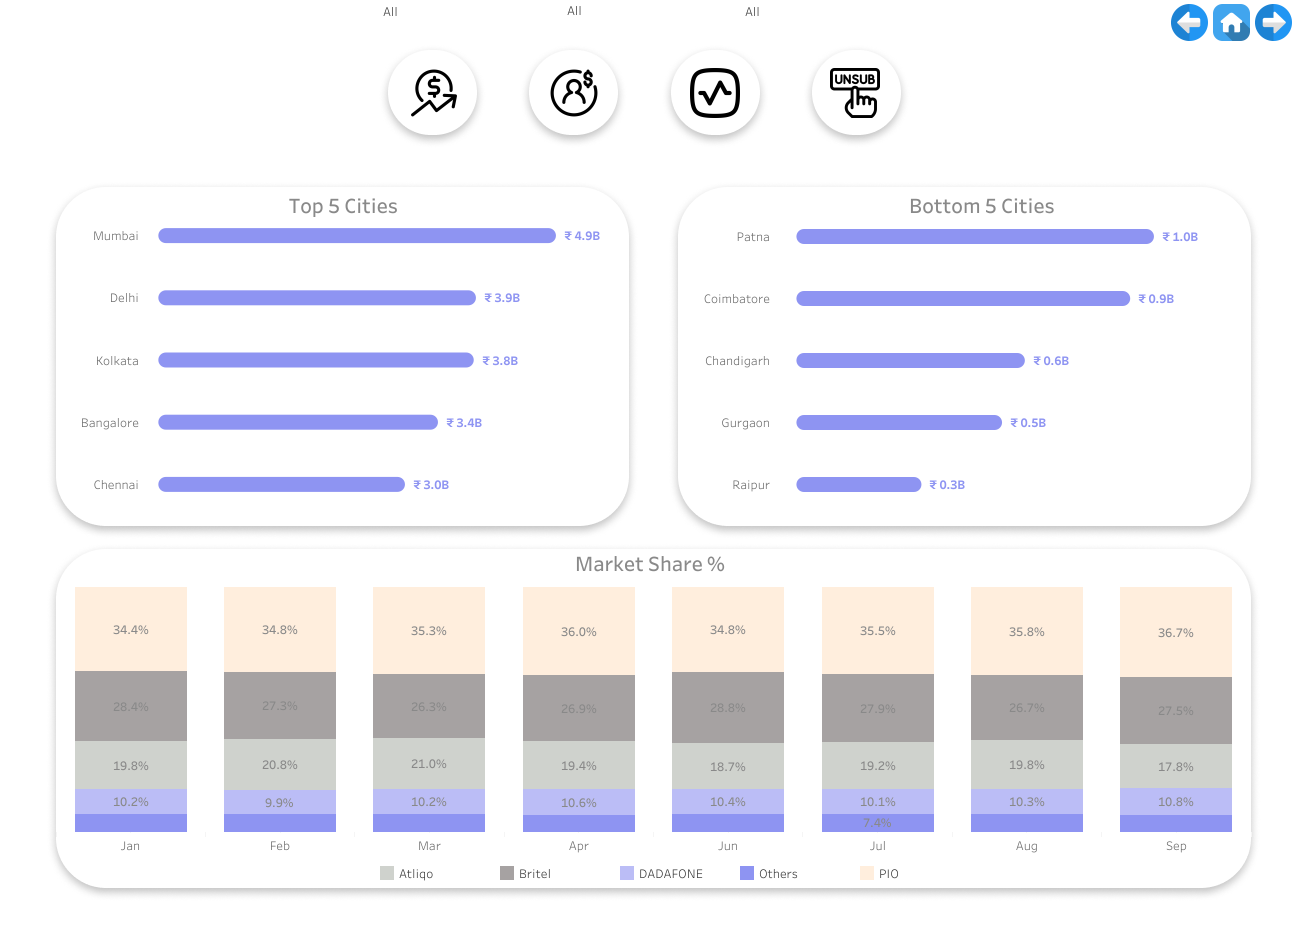 All All All
UNSUB
Top 5 Cities
Mumbai ₹ 4.9B
Delhi ₹ 3.9B
Kolkata ₹ 3.8B
Bangalore ₹ 3.4B
Chennai ₹ 3.0B
Bottom 5 Cities
Patna ₹ 1.0B
Coimbatore ₹ 0.9B
Chandigarh ₹ 0.6B
Gurgaon ₹ 0.5B
Raipur ₹ 0.3B
Market Share %
34.4% 34.8% 35.3% 36.0% 34.8% 35.5% 35.8% 36.7%
28.4% 27.3% 26.3% 26.9% 28.8% 27.9% 26.7% 27.5%
19.8% 20.8% 21.0% 19.4% 18.7% 19.2% 19.8% 17.8%
10.2% 9.9% 10.2% 10.6% 10.4% 10.1% 10.3% 10.8%
7.4%
Jan Feb Mar Apr Jun Jul Aug Sep
Atliqo Britel DADAFONE Others PIO